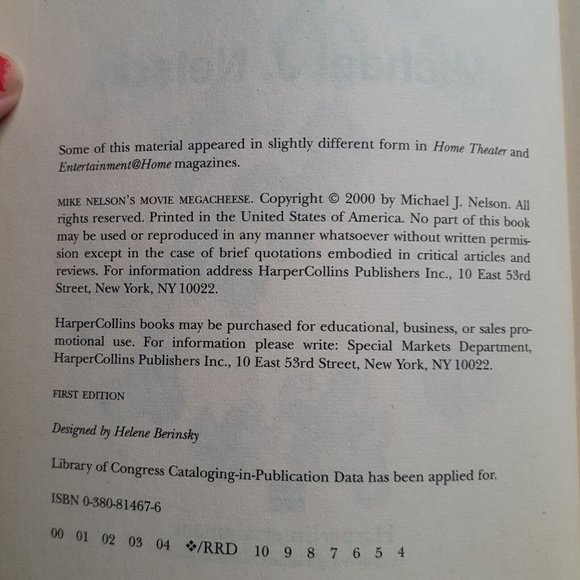 Some of this material appeared in slightly different form in Home Theater and
Entertainment@Home magazines.
MIKE NELSON'S MOVIE MEGACHEESE. Copyright © 2000 by Michael J. Nelson. All
rights reserved. Printed in the United States of America. No part of this book
may be used or reproduced in any manner whatsoever without written permis-
sion except in the case of brief quotations embodied in critical articles and
reviews. For information address HarperCollins Publishers Inc., 10 East 53rd
Street, New York, NY 10022.
HarperCollins books may be purchased for educational, business, or sales pro-
motional use. For information please write: Special Markets Department,
HarperCollins Publishers Inc., 10 East 53rd Street, New York, NY 10022.
FIRST EDITION
Designed by Helene Berinsky
Library of Congress Cataloging-in-Publication Data has been applied for.
ISBN 0-380-81467-6
00 01 02 03 04 ❖/RRD 10 9 8 7 6 5 4